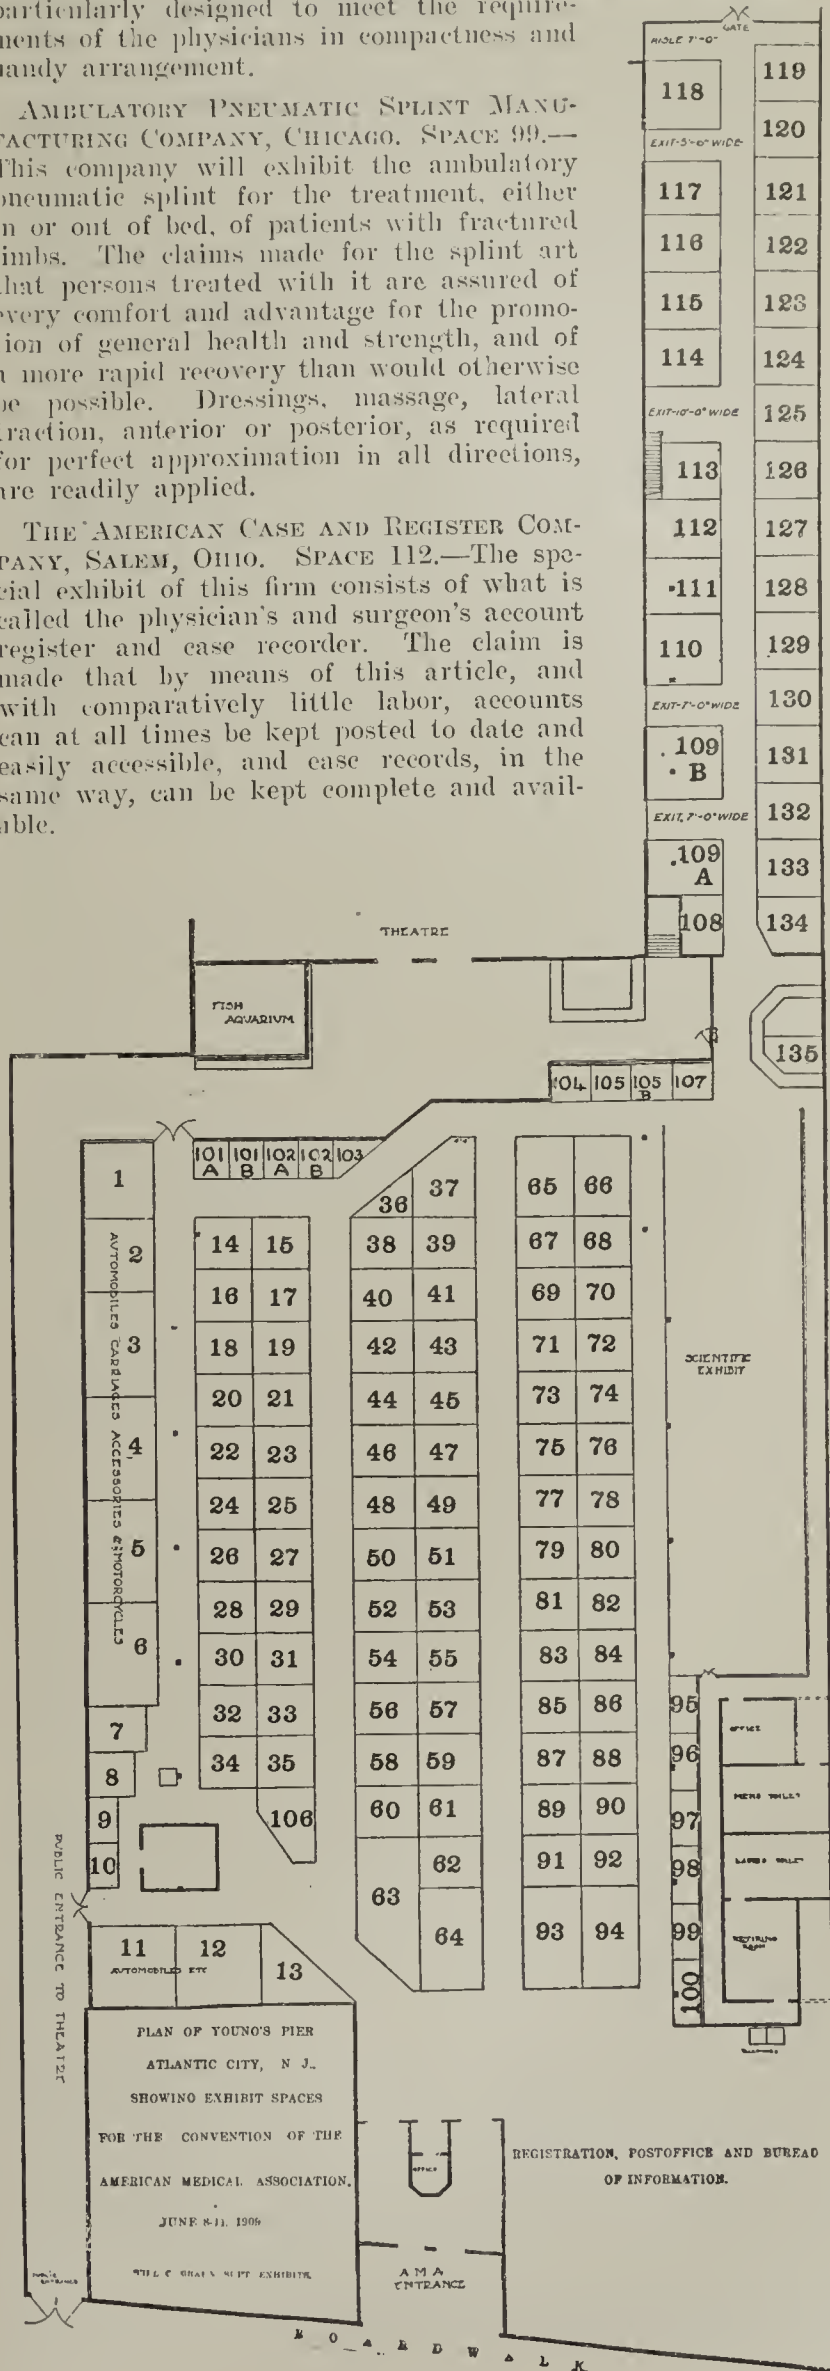 particularly designed to meet the require-
ments of the physicians in compactness and
handy arrangement.
AMBULATORY PNEUMATIC SPLINT MANU-
FACTURING COMPANY, CHICAGO. SPACE 99.—
This company will exhibit the ambulatory
pneumatic splint for the treatment, either
in or out of bed, of patients with fractured
limbs. The claims made for the splint art
that persons treated with it are assured of
every comfort and advantage for the promo-
tion of general health and strength, and of
a more rapid recovery than would otherwise
be possible. Dressings, massage, lateral
traction, anterior or posterior, as required
for perfect approximation in all directions,
are readily applied.
THE AMERICAN CASE AND REGISTER COM-
PANY, SALEM, OHIO. SPACE 112.—The spe-
cial exhibit of this firm consists of what is
called the physician's and surgeon's account
register and case recorder. The claim is
made that by means of this article, and
with comparatively little labor, accounts
can at all times be kept posted to date and
easily accessible, and case records, in the
same way, can be kept complete and avail-
able.
GATE
AISLE 7'-0"
118 119
120
EXIT-5'-0" WIDE
117 121
116 122
115 123
114 124
EXIT-10'-0" WIDE 125
113 126
112 127
111 128
110 129
EXIT-7'-0" WIDE 130
109 B 131
EXIT, 7'-0" WIDE 132
109 A 133
108 134
THEATRE
FISH
AQUARIUM
135
104 105 105 B 107
101 A 101 B 102 A 102 B 103
1
2
3
4
5
6
AUTOMOBILES CARRIAGES ACCESSORIES & MOTORCYCLES
7
8
9
10
14 15
16 17
18 19
20 21
22 23
24 25
26 27
28 29
30 31
32 33
34 35
106
36 37
38 39
40 41
42 43
44 45
46 47
48 49
50 51
52 53
54 55
56 57
58 59
60 61
62
63
64
65 66
67 68
69 70
71 72
73 74
75 76
77 78
79 80
81 82
83 84
85 86
87 88
89 90
91 92
93 94
SCIENTIFIC
EXHIBIT
95
96
97
98
99
100
OFFICE
MENS TOILET
LADIES TOILET
RETIRING
ROOM
PUBLIC ENTRANCE TO THEATER
11 12 13
AUTOMOBILES ETC
PLAN OF YOUNO'S PIER
ATLANTIC CITY, N J.
SHOWINO EXHIBIT SPACES
FOR THE CONVENTION OF THE
AMERICAN MEDICAL ASSOCIATION.
JUNE 8-11, 1909
SUPT EXHIBITS.
OFFICE
REGISTRATION, POSTOFFICE AND BUREAO
OF INFORMATION.
PUBLIC
ENTRANCE
A M A
ENTRANCE
BOARDWALK